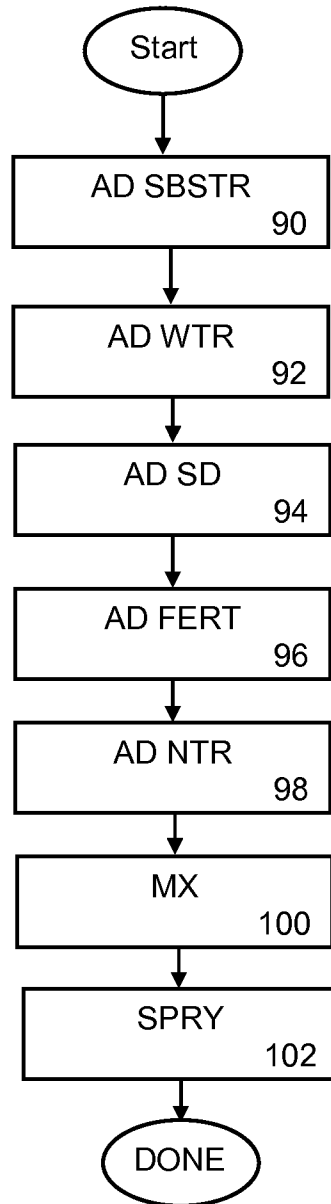 Start
AD SBSTR
90
AD WTR
92
AD SD
94
AD FERT
96
AD NTR
98
MX
100
SPRY
102
DONE